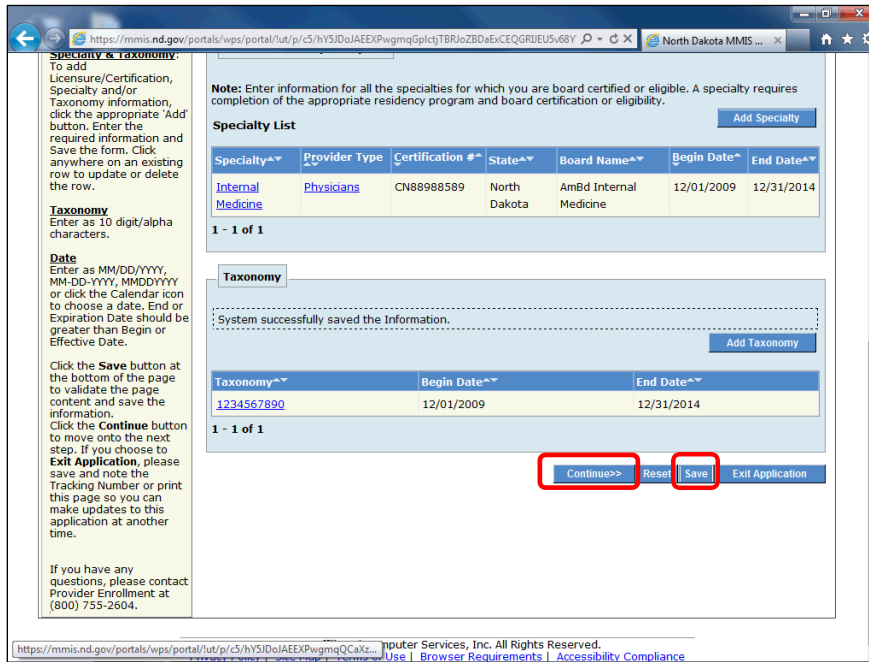 https://mmis.nd.gov/portals/wps/portal/!ut/p/c5/hY5JDoJAEEXPwgmqGplctjTBRJoZBDaExCEQGRIJEU5v68Y
North Dakota MMIS ...
Specialty & Taxonomy:
To add
Licensure/Certification,
Specialty and/or
Taxonomy information,
click the appropriate 'Add'
button. Enter the
required information and
Save the form. Click
anywhere on an existing
row to update or delete
the row.
Taxonomy
Enter as 10 digit/alpha
characters.
Date
Enter as MM/DD/YYYY,
MM-DD-YYYY, MMDDYYYY
or click the Calendar icon
to choose a date. End or
Expiration Date should be
greater than Begin or
Effective Date.
Click the Save button at
the bottom of the page
to validate the page
content and save the
information.
Click the Continue button
to move onto the next
step. If you choose to
Exit Application, please
save and note the
Tracking Number or print
this page so you can
make updates to this
application at another
time.
If you have any
questions, please contact
Provider Enrollment at
(800) 755-2604.
Note: Enter information for all the specialties for which you are board certified or eligible. A specialty requires
completion of the appropriate residency program and board certification or eligibility.
Add Specialty
Specialty List
Specialty Provider Type Certification # State Board Name Begin Date End Date
Internal Medicine Physicians CN88988589 North Dakota AmBd Internal Medicine 12/01/2009 12/31/2014
1 - 1 of 1
Taxonomy
System successfully saved the Information.
Add Taxonomy
Taxonomy Begin Date End Date
1234567890 12/01/2009 12/31/2014
1 - 1 of 1
Continue>> Reset Save Exit Application
https://mmis.nd.gov/portals/wps/portal/!ut/p/c5/hY5JDoJAEEXPwgmqQCaXz...
Computer Services, Inc. All Rights Reserved.
Privacy Policy | Site Map | Terms of Use | Browser Requirements | Accessibility Compliance